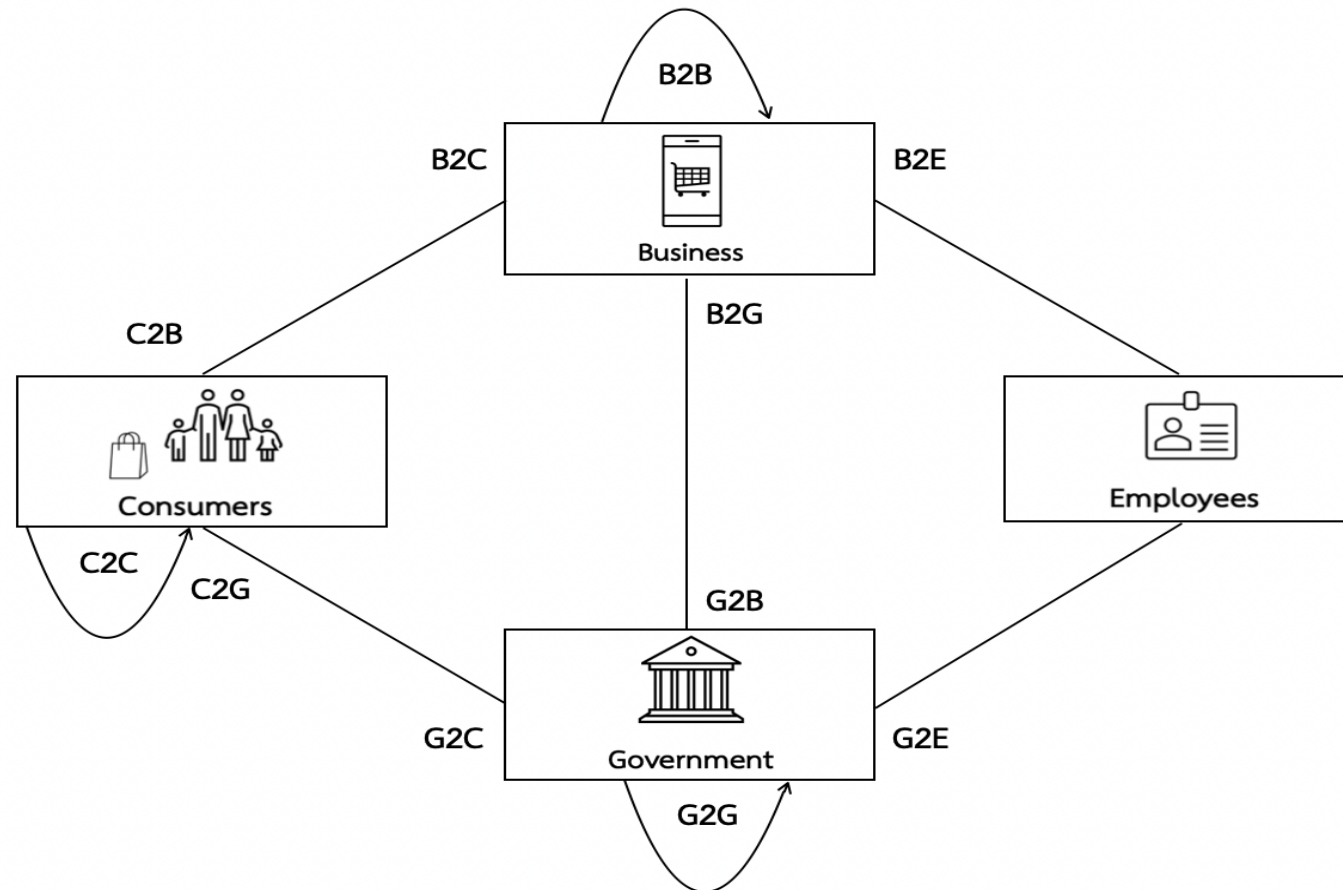 B2B
B2C
B2E
Business
B2G
C2B
Consumers
Employees
C2C
C2G
G2B
G2C
Government
G2E
G2G